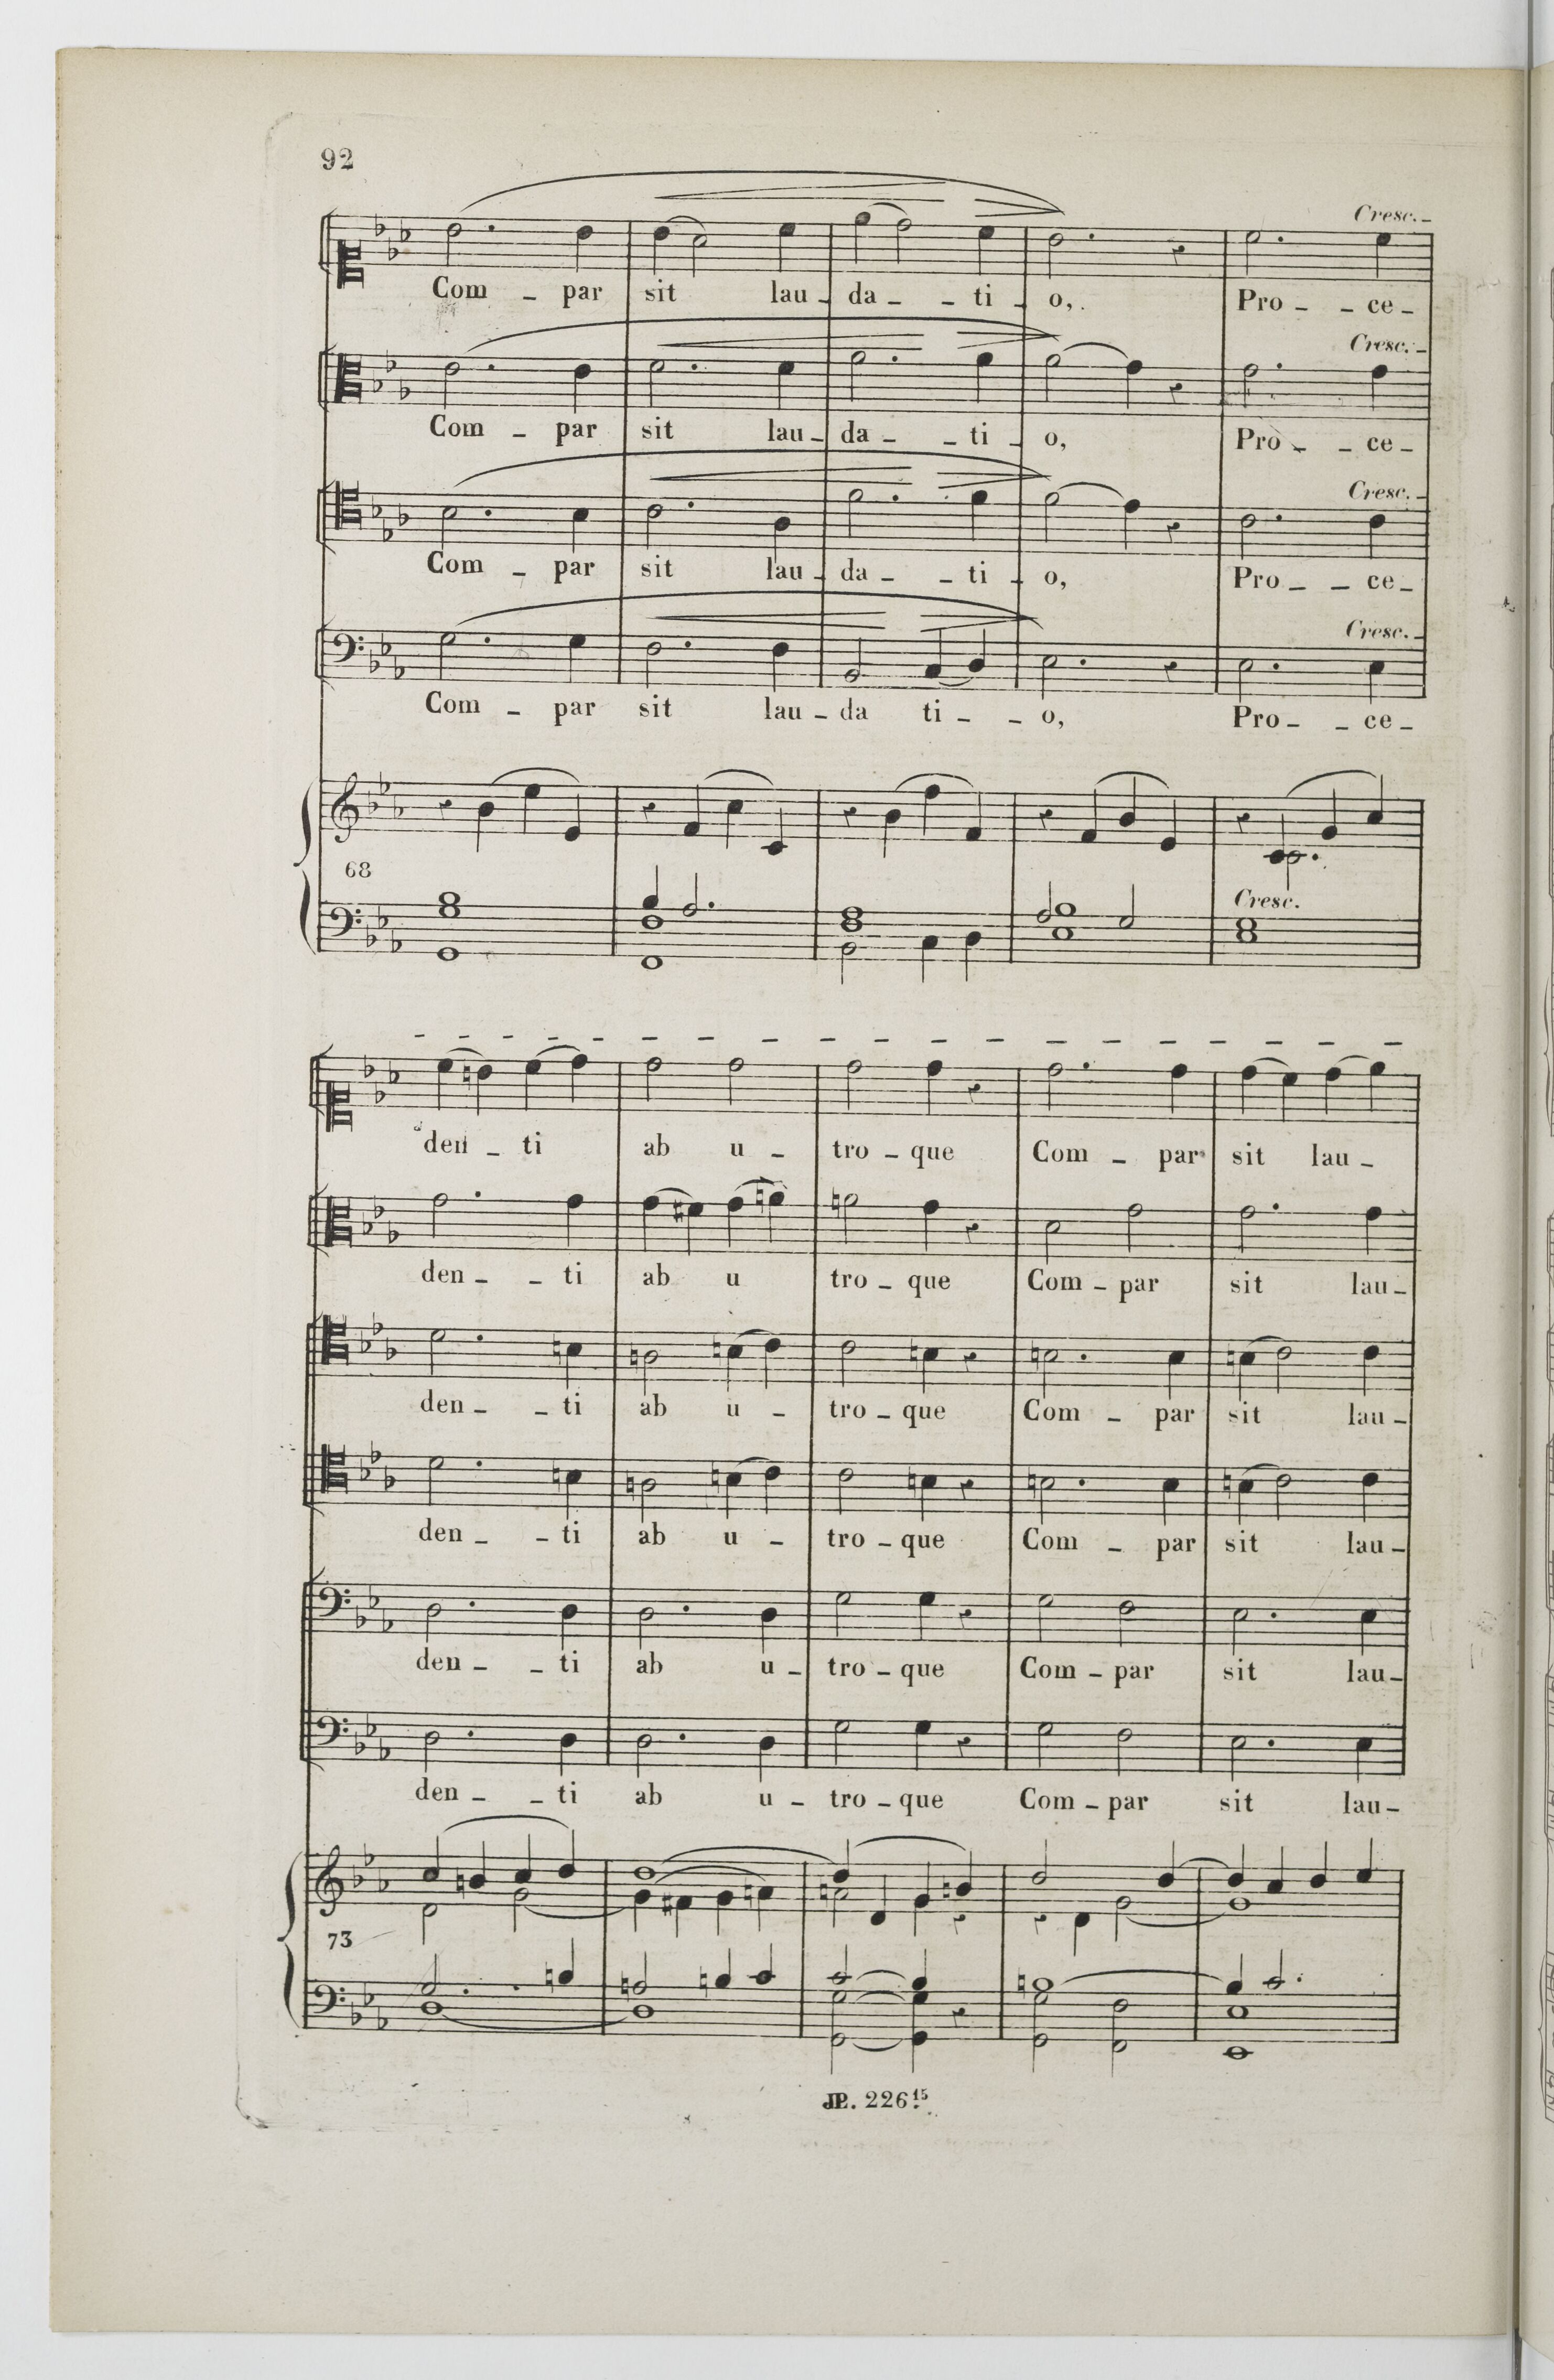 92
Cresc. _
Com _ par sit lau _ da _ _ ti _ o, Pro _ _ ce _
Cresc. _
Com _ par sit lau _ da _ _ ti _ o, Pro _ _ ce _
Cresc. _
Com _ par sit lau _ da _ _ ti _ o, Pro _ _ ce _
Cresc. _
Com _ par sit lau _ da ti _ _ o, Pro _ _ ce _
68
Cresc.
den _ ti ab u _ tro _ que Com _ par sit lau _
den _ _ ti ab u tro _ que Com _ par sit lau _
den _ _ ti ab u _ tro _ que Com _ par sit lau _
den _ _ ti ab u _ tro _ que Com _ par sit lau _
den _ _ ti ab u _ tro _ que Com _ par sit lau _
den _ _ ti ab u _ tro _ que Com _ par sit lau _
73
JP. 226.15